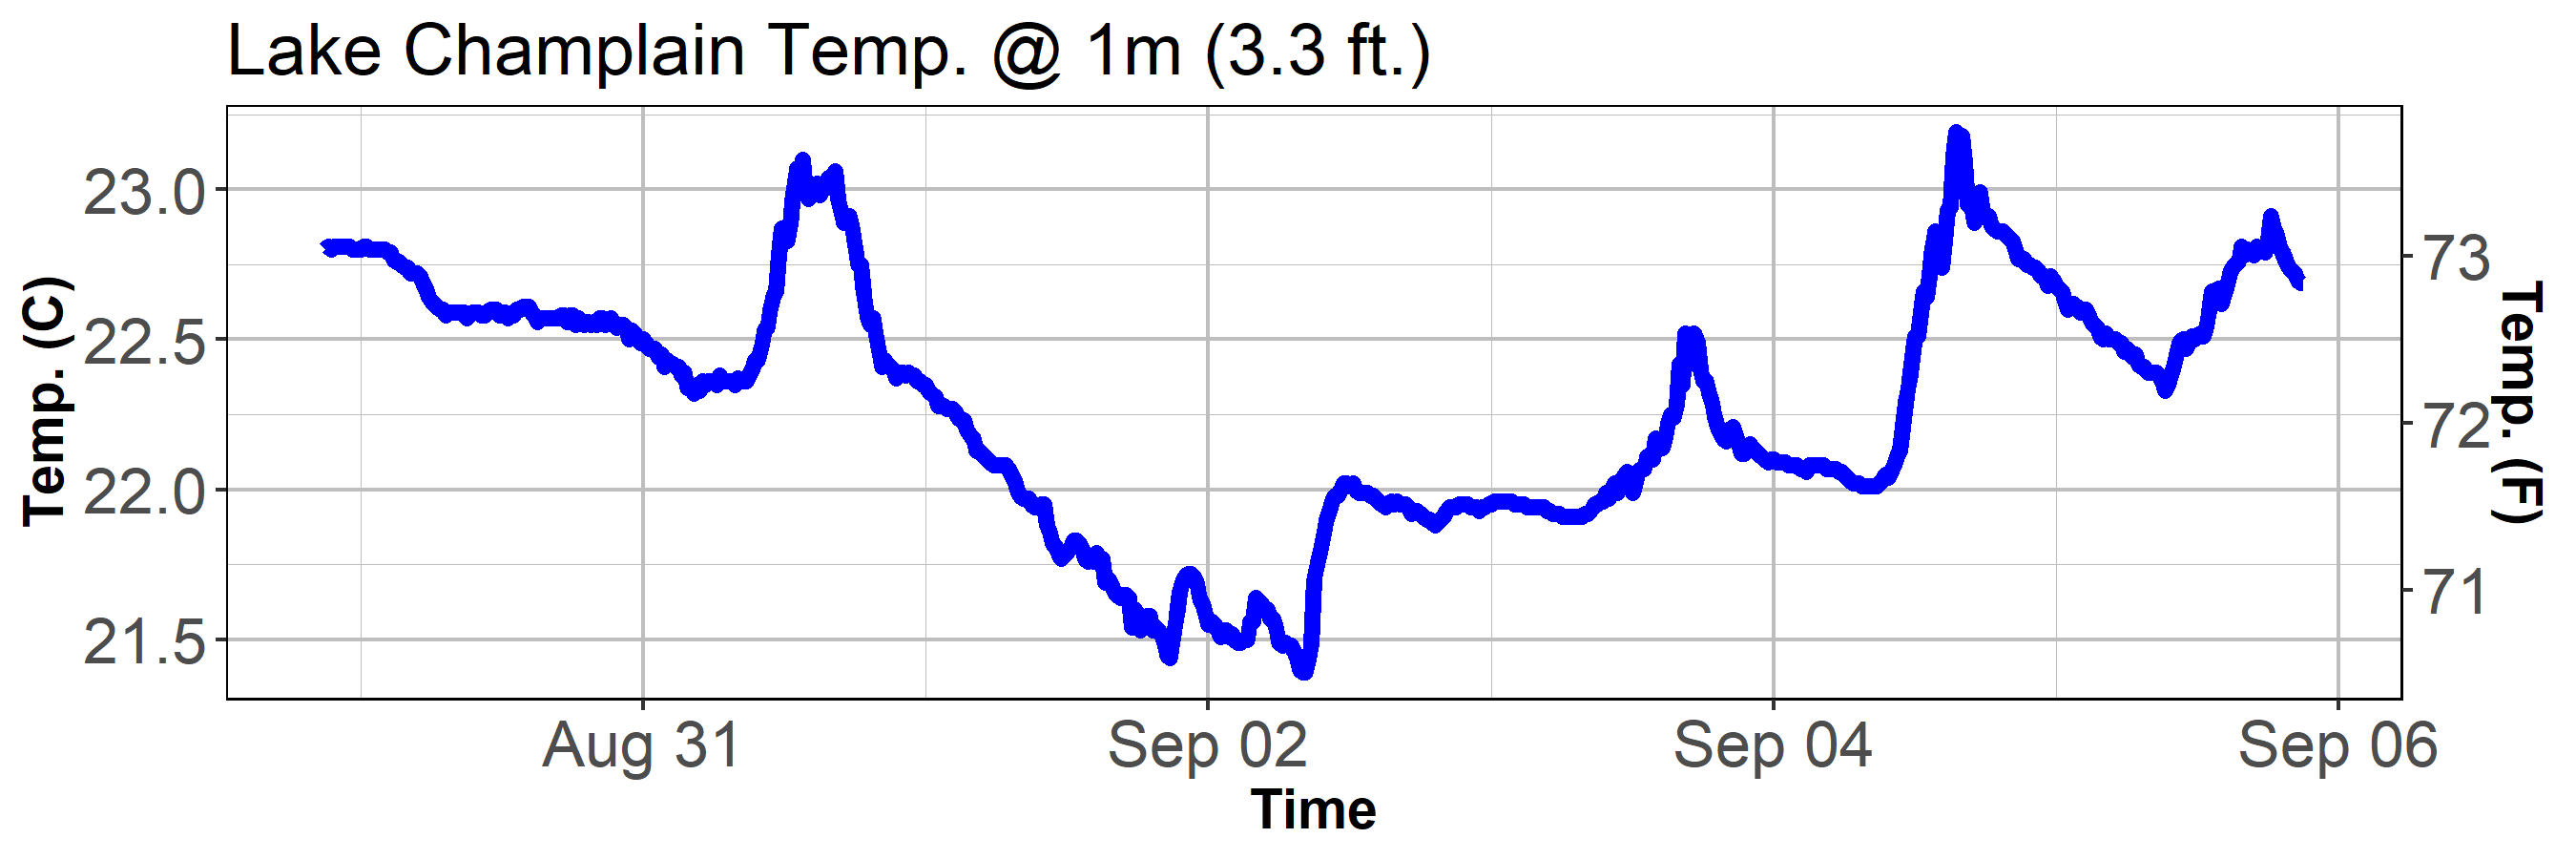 Lake Champlain Temp. @ 1m (3.3 ft.)
Temp. (C)
23.0
22.5
22.0
21.5
73
72
71
Temp. (F)
Aug 31
Sep 02
Sep 04
Sep 06
Time